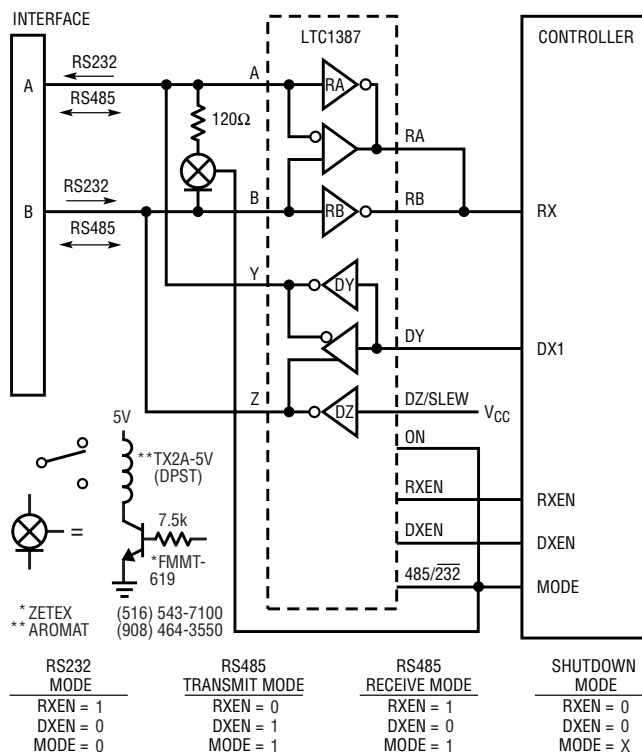 INTERFACE
LTC1387
CONTROLLER
RS232
A
A
RA
RS485
120Ω
RA
RS232
B
B
RB
RB
RX
RS485
Y
DY
DY
DX1
Z
DZ
DZ/SLEW
VCC
5V
ON
**TX2A-5V
(DPST)
RXEN
RXEN
7.5k
=
DXEN
DXEN
*FMMT-
619
485/232
MODE
* ZETEX (516) 543-7100
** AROMAT (908) 464-3550
RS232
MODE
RXEN = 1
DXEN = 0
MODE = 0
RS485
TRANSMIT MODE
RXEN = 0
DXEN = 1
MODE = 1
RS485
RECEIVE MODE
RXEN = 1
DXEN = 0
MODE = 1
SHUTDOWN
MODE
RXEN = 0
DXEN = 0
MODE = X